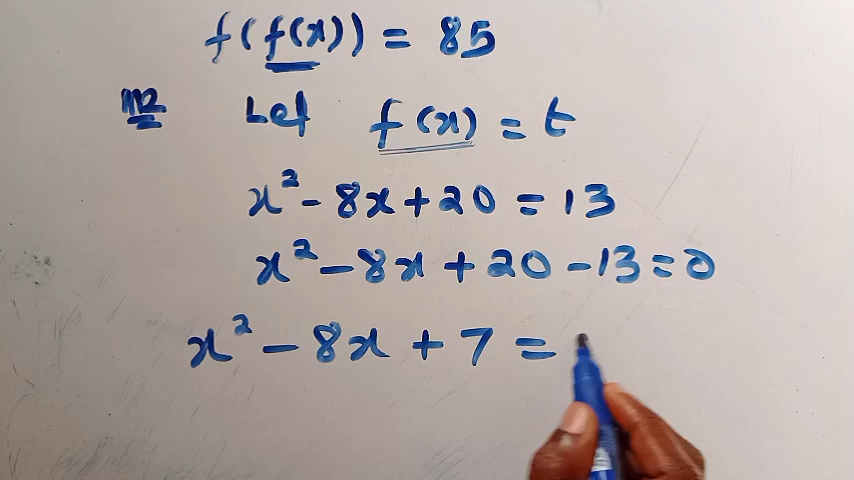 f(f(x)) = 85
Let f(x) = t
x² - 8x + 20 = 13
x² - 8x + 20 - 13 = 0
x² - 8x + 7 =